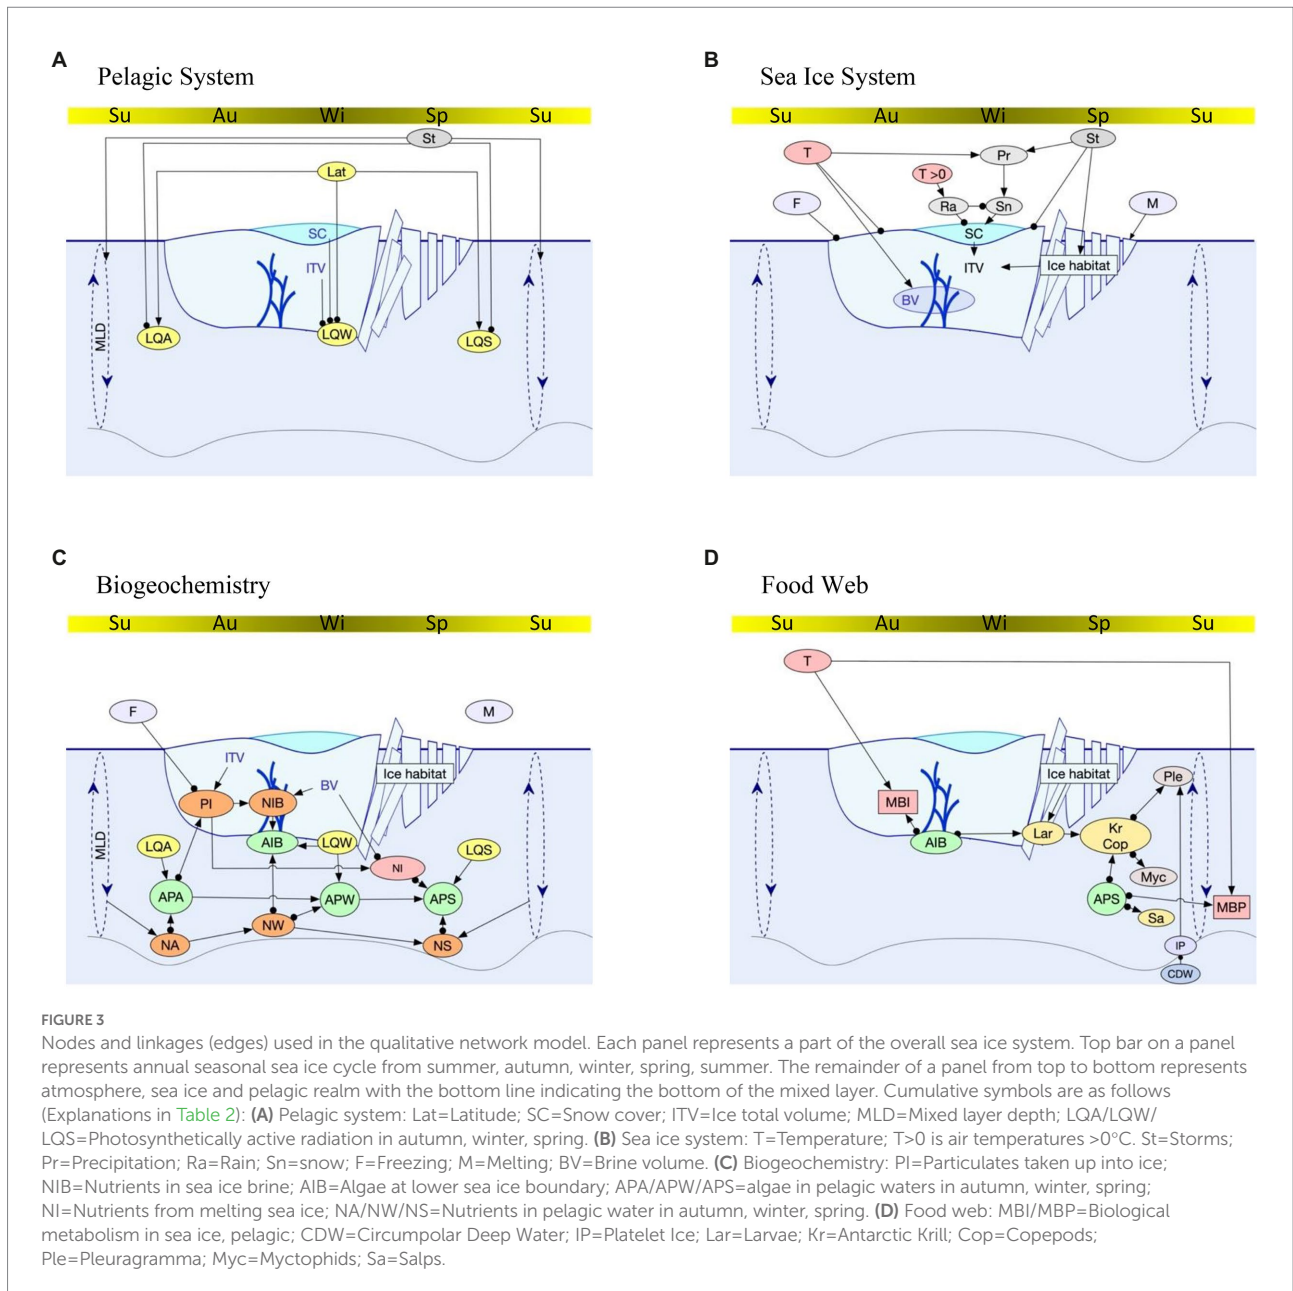 A
Pelagic System
Su Au Wi Sp Su
St
Lat
SC
ITV
MLD
LQA
LQW
LQS
B
Sea Ice System
Su Au Wi Sp Su
T
Pr
St
T >0
F
Ra
Sn
M
SC
ITV
Ice habitat
BV
C
Biogeochemistry
Su Au Wi Sp Su
F
M
ITV
Ice habitat
BV
PI
NIB
MLD
LQA
AIB
LQW
LQS
NI
APA
APW
APS
NW
NA
NS
D
Food Web
Su Au Wi Sp Su
T
Ice habitat
Ple
MBI
Lar
Kr
Cop
AIB
Myc
APS
MBP
Sa
IP
CDW
FIGURE 3
Nodes and linkages (edges) used in the qualitative network model. Each panel represents a part of the overall sea ice system. Top bar on a panel
represents annual seasonal sea ice cycle from summer, autumn, winter, spring, summer. The remainder of a panel from top to bottom represents
atmosphere, sea ice and pelagic realm with the bottom line indicating the bottom of the mixed layer. Cumulative symbols are as follows
(Explanations in Table 2): (A) Pelagic system: Lat=Latitude; SC=Snow cover; ITV=Ice total volume; MLD=Mixed layer depth; LQA/LQW/
LQS=Photosynthetically active radiation in autumn, winter, spring. (B) Sea ice system: T=Temperature; T>0 is air temperatures >0°C. St=Storms;
Pr=Precipitation; Ra=Rain; Sn=snow; F=Freezing; M=Melting; BV=Brine volume. (C) Biogeochemistry: PI=Particulates taken up into ice;
NIB=Nutrients in sea ice brine; AIB=Algae at lower sea ice boundary; APA/APW/APS=algae in pelagic waters in autumn, winter, spring;
NI=Nutrients from melting sea ice; NA/NW/NS=Nutrients in pelagic water in autumn, winter, spring. (D) Food web: MBI/MBP=Biological
metabolism in sea ice, pelagic; CDW=Circumpolar Deep Water; IP=Platelet Ice; Lar=Larvae; Kr=Antarctic Krill; Cop=Copepods;
Ple=Pleuragramma; Myc=Myctophids; Sa=Salps.